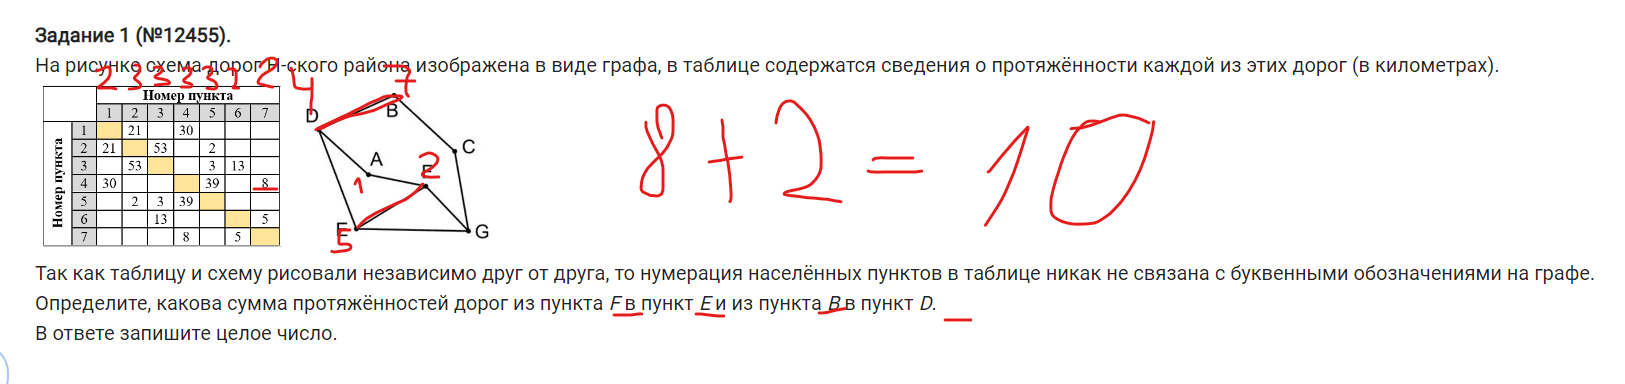 Задание 1 (№12455).
На рисунке схема дорог Н-ского района изображена в виде графа, в таблице содержатся сведения о протяжённости каждой из этих дорог (в километрах).
2 3 3 3 3 2 2
Номер пункта
1 2 3 4 5 6 7
Номер пункта
1 21 30
2 21 53 2
3 53 3 13
4 30 39 8
5 2 3 39
6 13 5
7 8 5
4 7
D B
C
A F
1 2
E G
5
8 + 2 = 10
Так как таблицу и схему рисовали независимо друг от друга, то нумерация населённых пунктов в таблице никак не связана с буквенными обозначениями на графе.
Определите, какова сумма протяжённостей дорог из пункта F в пункт E и из пункта B в пункт D.
В ответе запишите целое число.